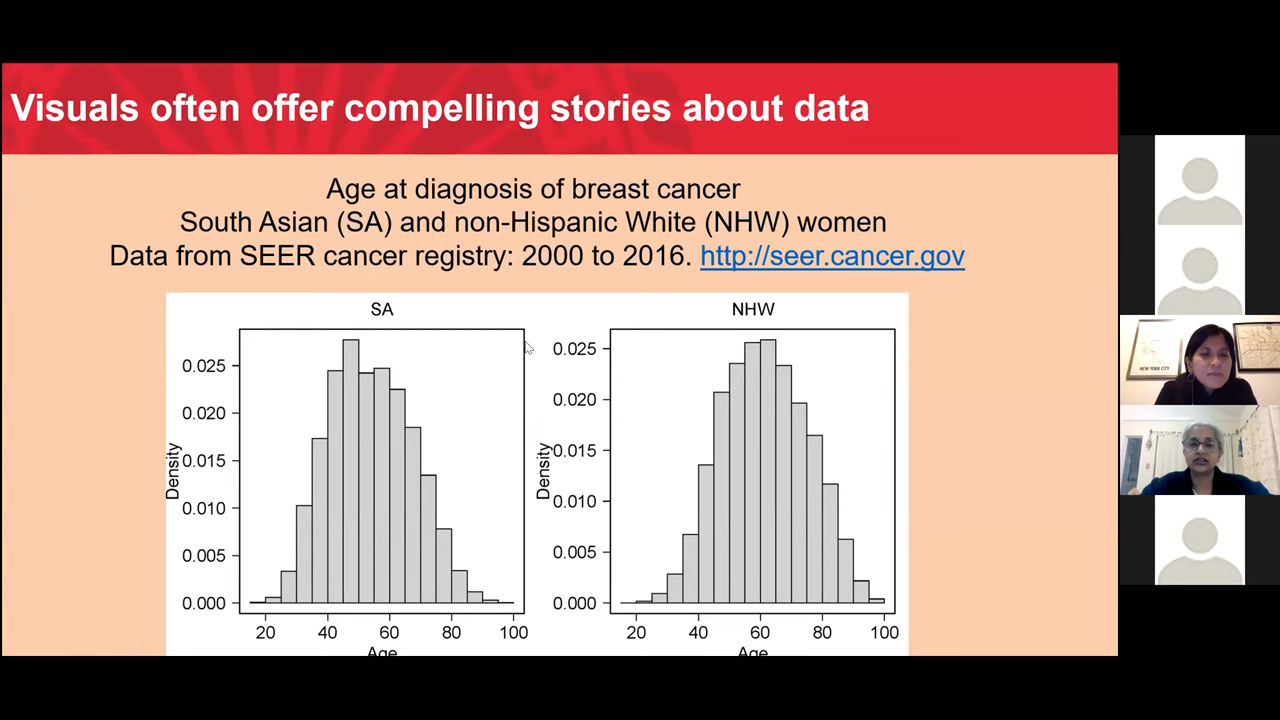 Visuals often offer compelling stories about data
Age at diagnosis of breast cancer
South Asian (SA) and non-Hispanic White (NHW) women
Data from SEER cancer registry: 2000 to 2016. http://seer.cancer.gov
SA
Density
0.025
0.020
0.015
0.010
0.005
0.000
20 40 60 80 100
Age
NHW
Density
0.025
0.020
0.015
0.010
0.005
0.000
20 40 60 80 100
Age
NEW YORK CITY